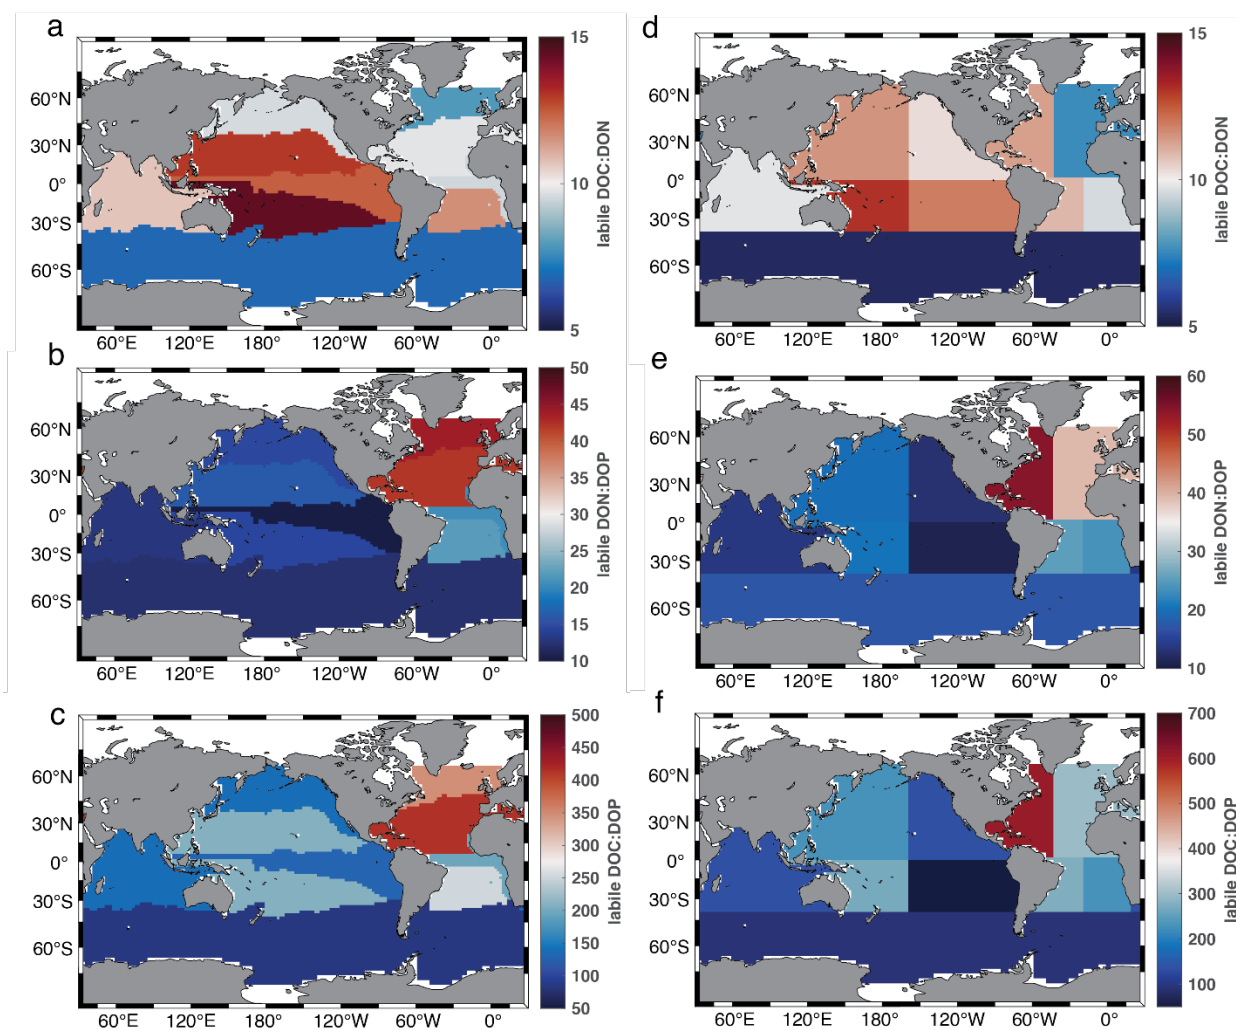 a
15
60°N
30°N
0°
30°S
60°S
10
5
labile DOC:DON
60°E 120°E 180° 120°W 60°W 0°
d
15
60°N
30°N
0°
30°S
60°S
10
5
labile DOC:DON
60°E 120°E 180° 120°W 60°W 0°
b
50
45
40
35
30
25
20
15
10
60°N
30°N
0°
30°S
60°S
labile DON:DOP
60°E 120°E 180° 120°W 60°W 0°
e
60
50
40
30
20
10
60°N
30°N
0°
30°S
60°S
labile DON:DOP
60°E 120°E 180° 120°W 60°W 0°
c
500
450
400
350
300
250
200
150
100
50
60°N
30°N
0°
30°S
60°S
labile DOC:DOP
60°E 120°E 180° 120°W 60°W 0°
f
700
600
500
400
300
200
100
60°N
30°N
0°
30°S
60°S
labile DOC:DOP
60°E 120°E 180° 120°W 60°W 0°